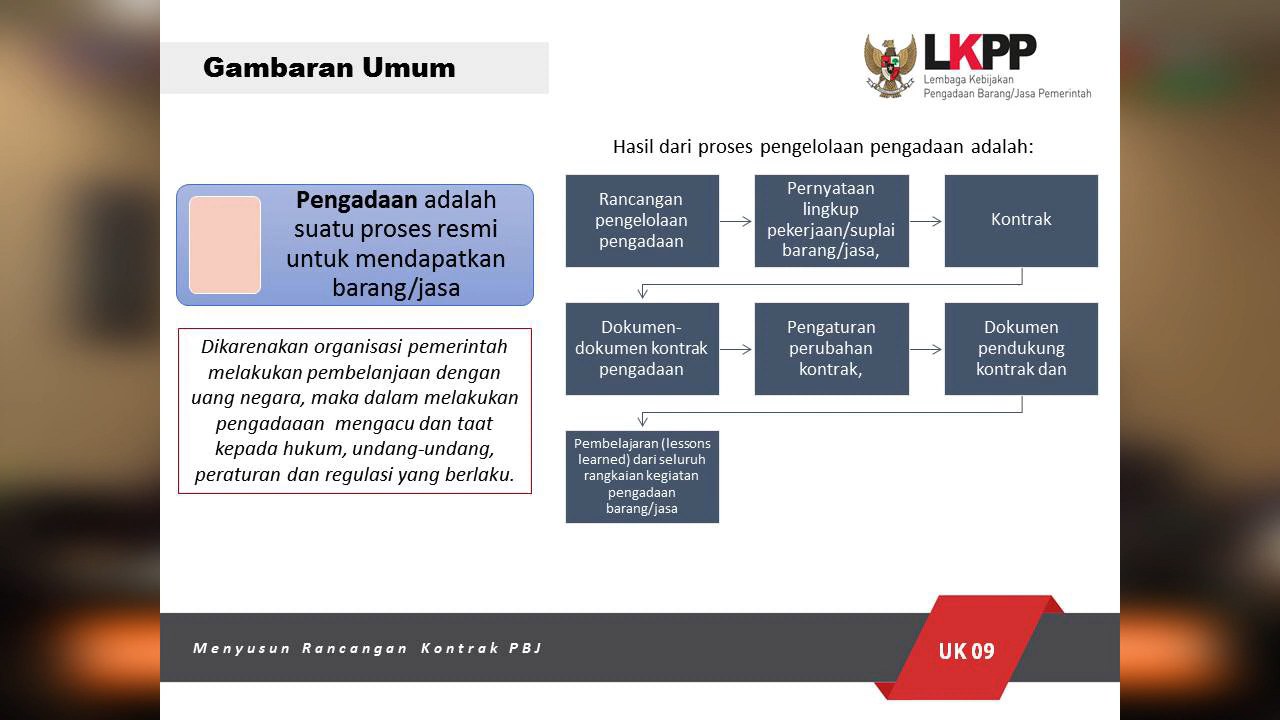 Gambaran Umum
LKPP
Lembaga Kebijakan
Pengadaan Barang/Jasa Pemerintah
Pengadaan adalah
suatu proses resmi
untuk mendapatkan
barang/jasa
Dikarenakan organisasi pemerintah
melakukan pembelanjaan dengan
uang negara, maka dalam melakukan
pengadaaan mengacu dan taat
kepada hukum, undang-undang,
peraturan dan regulasi yang berlaku.
Hasil dari proses pengelolaan pengadaan adalah:
Rancangan
pengelolaan
pengadaan
Pernyataan
lingkup
pekerjaan/suplai
barang/jasa,
Kontrak
Dokumen-
dokumen kontrak
pengadaan
Pengaturan
perubahan
kontrak,
Dokumen
pendukung
kontrak dan
Pembelajaran (lessons
learned) dari seluruh
rangkaian kegiatan
pengadaan
barang/jasa
Menyusun Rancangan Kontrak PBJ
UK 09